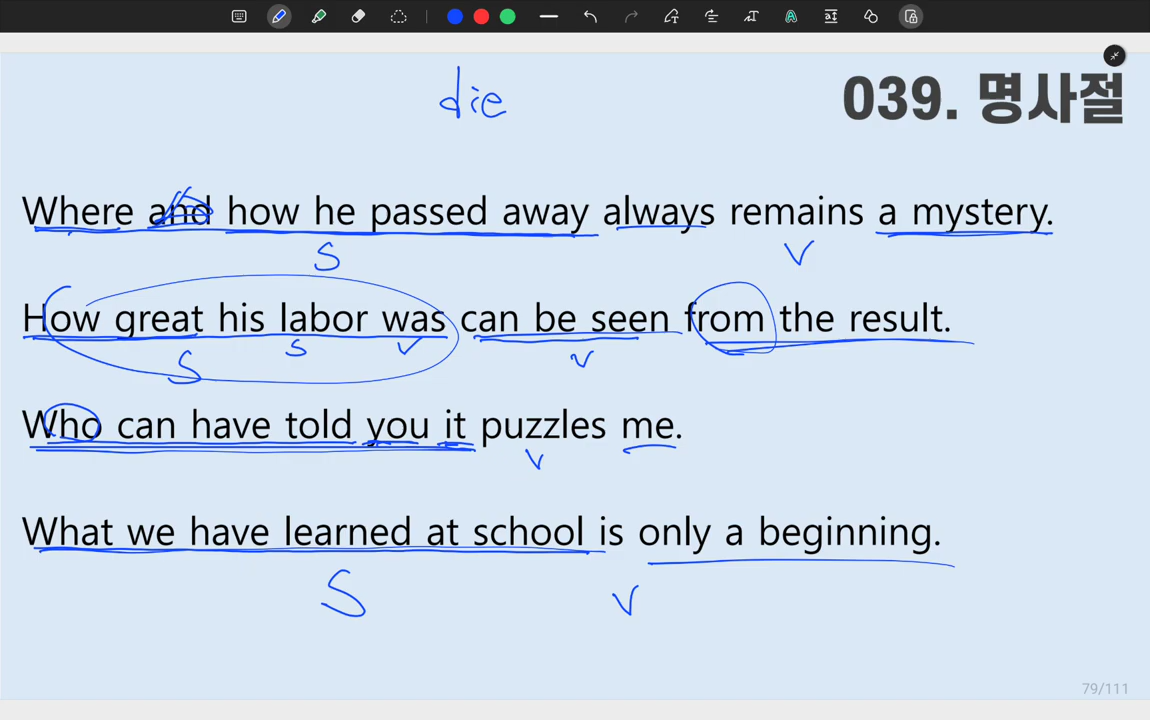 die
039. 명사절
Where and how he passed away always remains a mystery.
S V
How great his labor was can be seen from the result.
S S V V
Who can have told you it puzzles me.
V
What we have learned at school is only a beginning.
S V
79/111